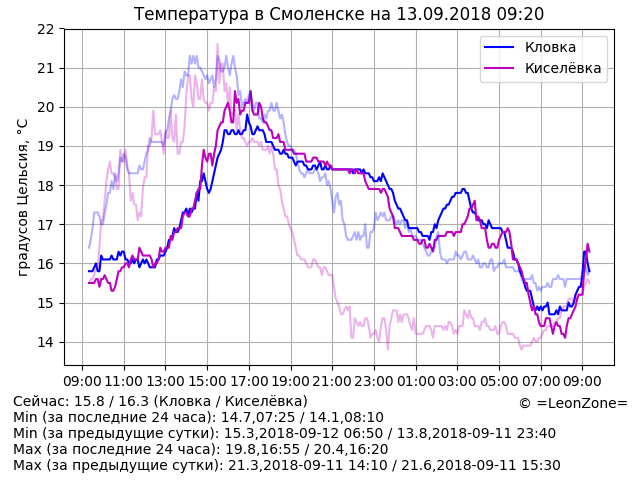 Температура в Смоленске на 13.09.2018 09:20
градусов Цельсия, °C
22
21
20
19
18
17
16
15
14
Кловка
Киселёвка
09:00 11:00 13:00 15:00 17:00 19:00 21:00 23:00 01:00 03:00 05:00 07:00 09:00
Сейчас: 15.8 / 16.3 (Кловка / Киселёвка)
© =LeonZone=
Min (за последние 24 часа): 14.7,07:25 / 14.1,08:10
Min (за предыдущие сутки): 15.3,2018-09-12 06:50 / 13.8,2018-09-11 23:40
Max (за последние 24 часа): 19.8,16:55 / 20.4,16:20
Max (за предыдущие сутки): 21.3,2018-09-11 14:10 / 21.6,2018-09-11 15:30